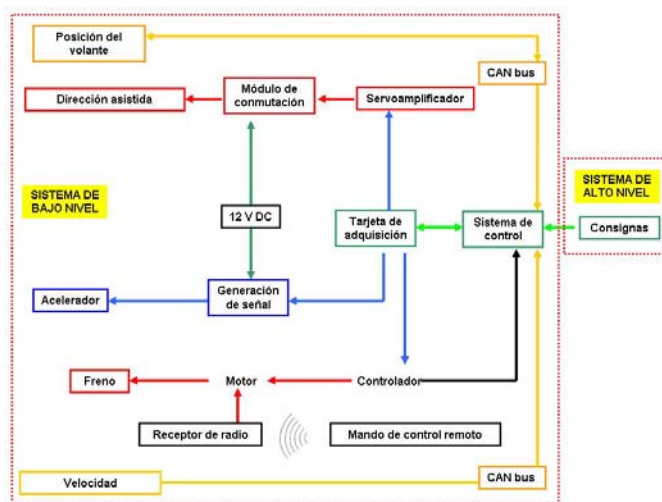 Posición del
volante
CAN bus
Dirección asistida
Módulo de
conmutación
Servoamplificador
SISTEMA DE
BAJO NIVEL
SISTEMA DE
ALTO NIVEL
12 V DC
Tarjeta de
adquisición
Sistema de
control
Consignas
Acelerador
Generación
de señal
Freno
Motor
Controlador
Receptor de radio
Mando de control remoto
Velocidad
CAN bus